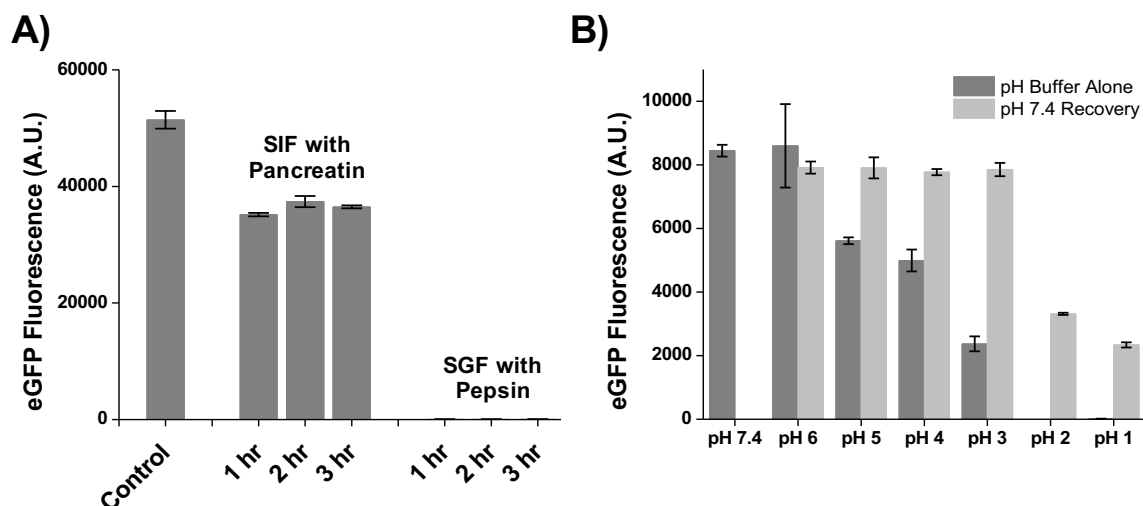 A)
eGFP Fluorescence (A.U.)
60000
40000
20000
0
SIF with
Pancreatin
SGF with
Pepsin
Control
1 hr
2 hr
3 hr
1 hr
2 hr
3 hr
B)
eGFP Fluorescence (A.U.)
10000
8000
6000
4000
2000
0
pH Buffer Alone
pH 7.4 Recovery
pH 7.4
pH 6
pH 5
pH 4
pH 3
pH 2
pH 1